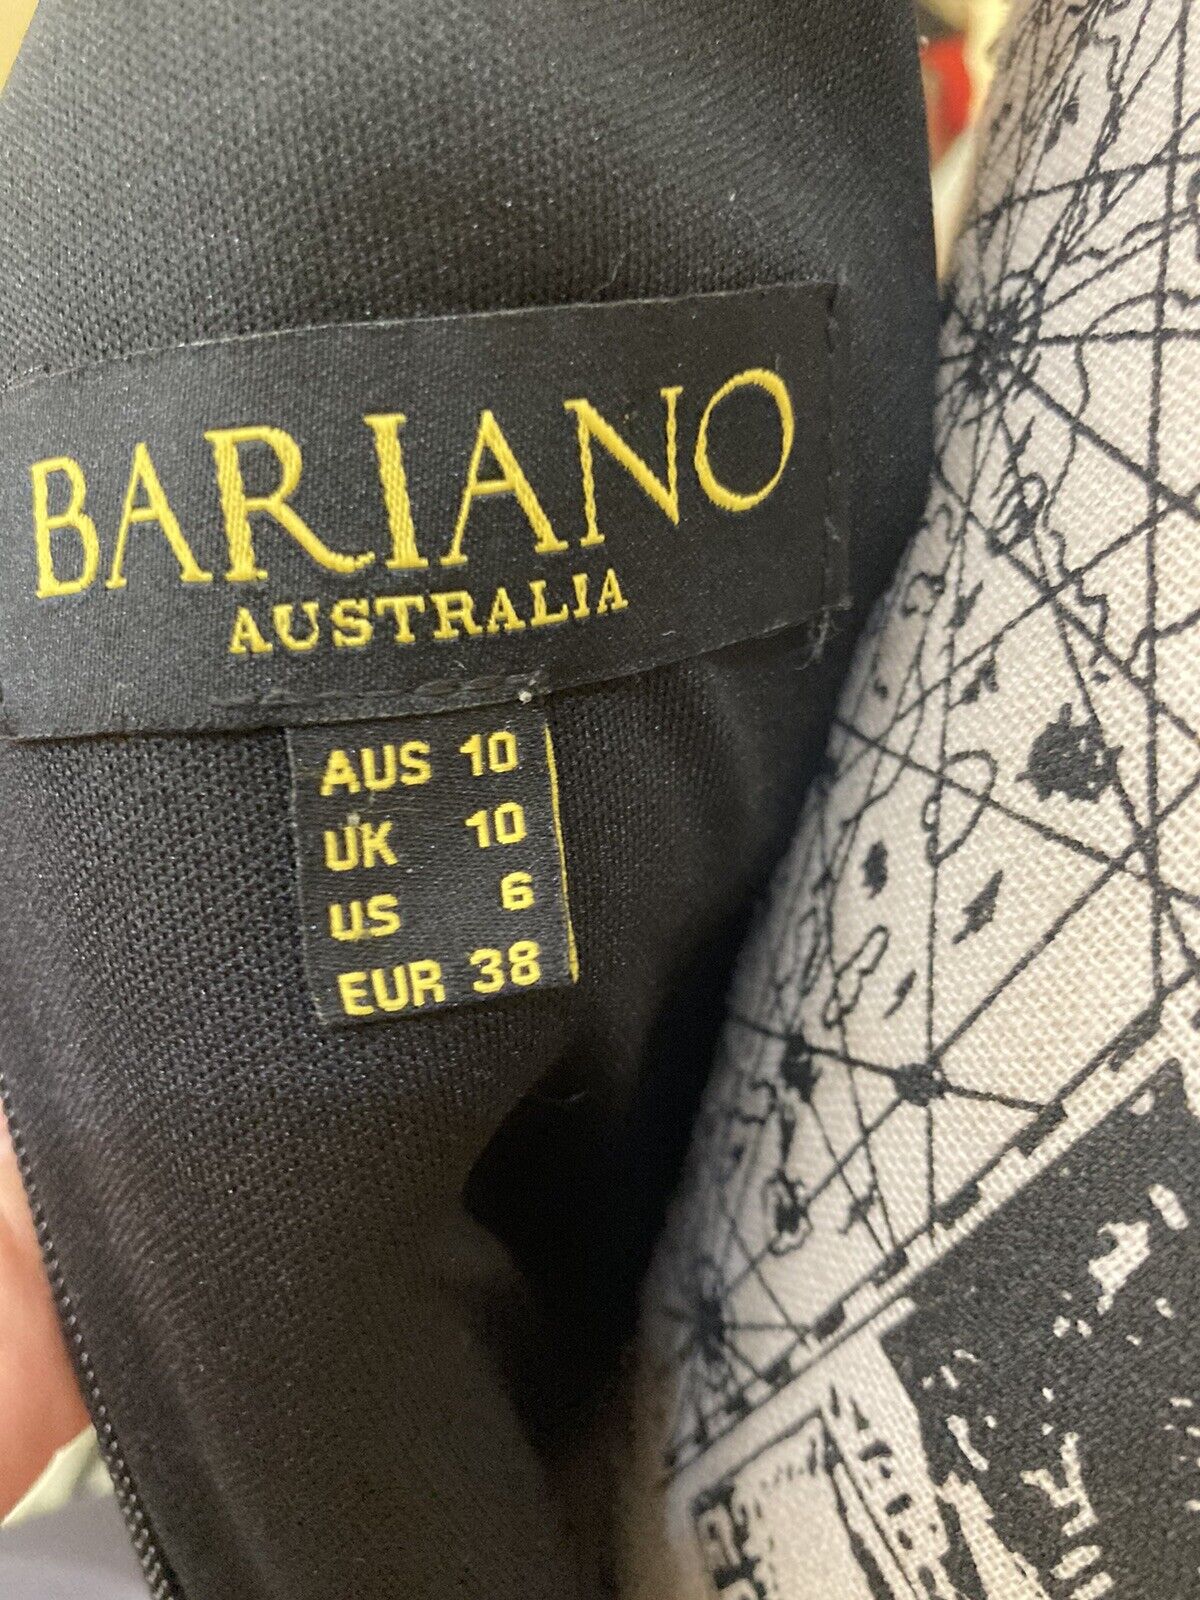 BARIANO
AUSTRALIA
AUS 10
UK 10
US 6
EUR 38